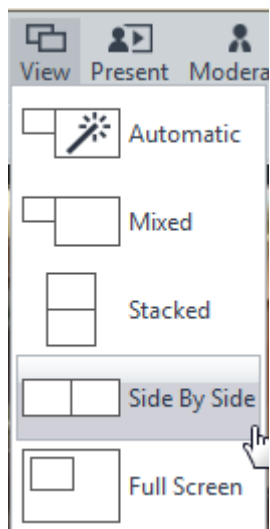 View Present Modera
Automatic
Mixed
Stacked
Side By Side
Full Screen